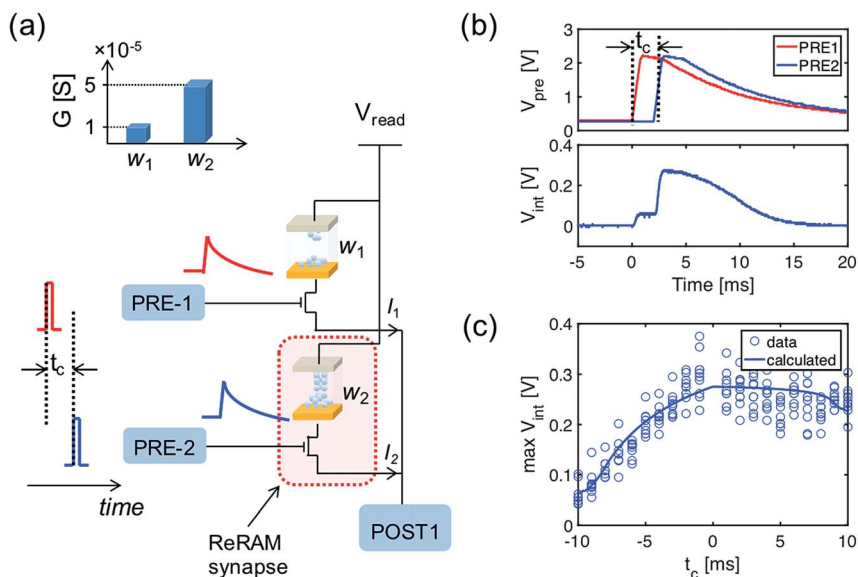 (a)
×10⁻⁵
G [S]
5
1
w₁
w₂
V_read
w₁
PRE-1
I₁
t_c
w₂
PRE-2
I₂
time
ReRAM
synapse
POST1
(b)
V_pre [V]
3
2
1
0
t_c
PRE1
PRE2
V_int [V]
0.4
0.2
0
-5
0
5
10
15
20
Time [ms]
(c)
max V_int [V]
0.4
0.3
0.2
0.1
0
data
calculated
-10
-5
0
5
10
t_c [ms]